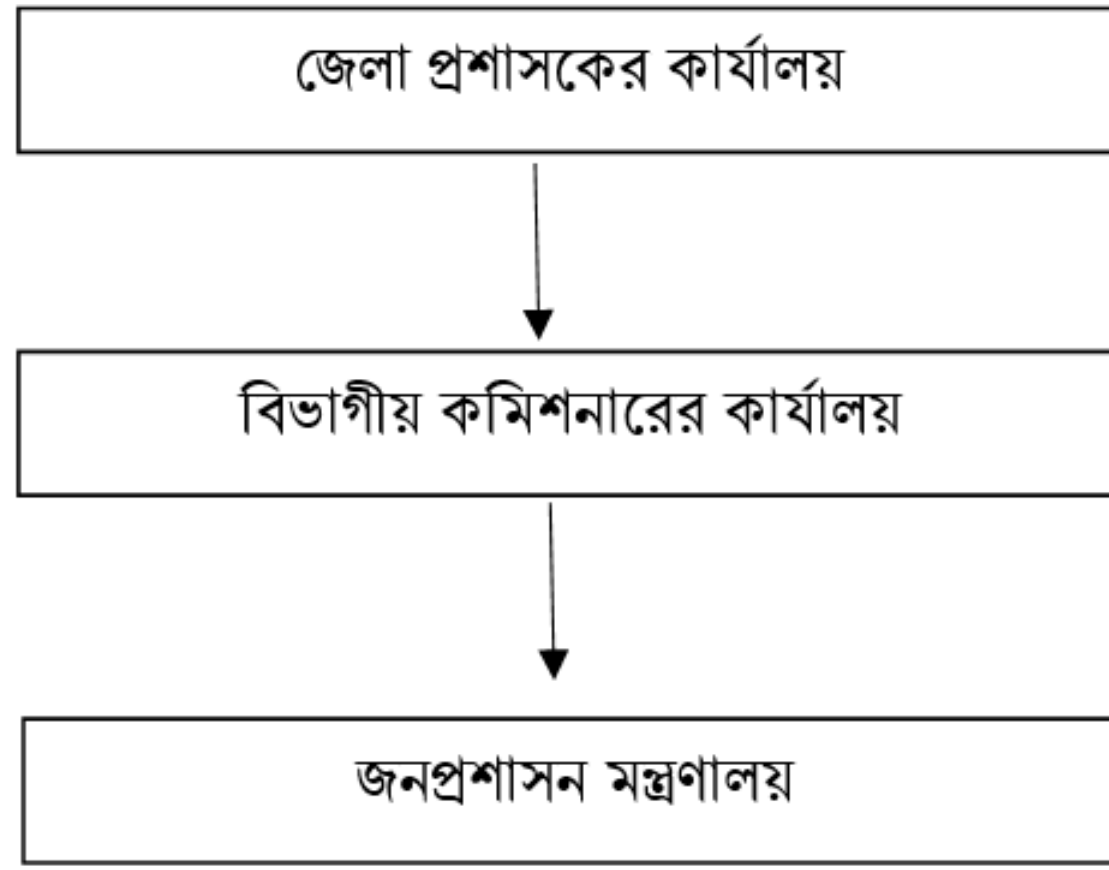 জেলা প্রশাসকের কার্যালয়
বিভাগীয় কমিশনারের কার্যালয়
জনপ্রশাসন মন্ত্রণালয়